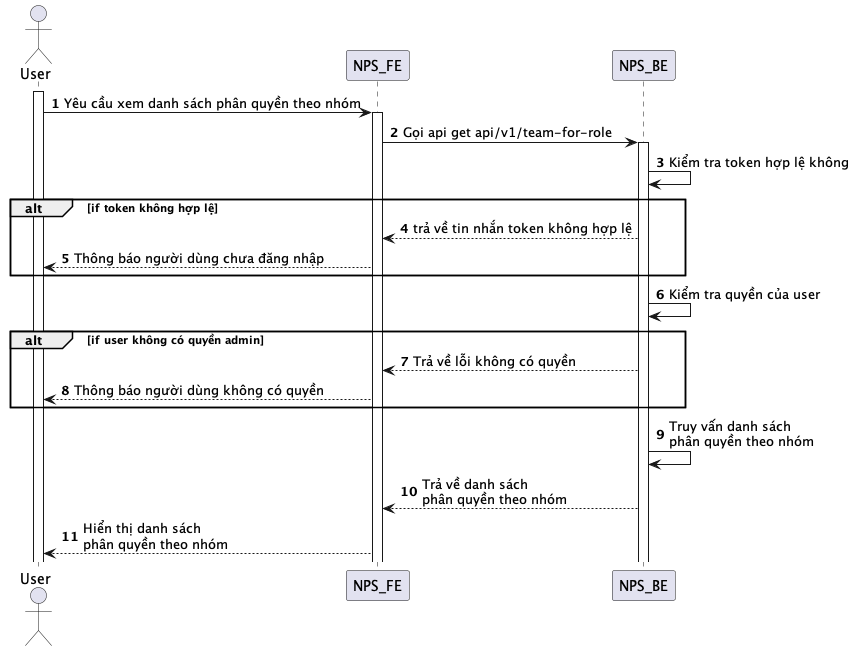 User
NPS_FE
NPS_BE
1 Yêu cầu xem danh sách phân quyền theo nhóm
2 Gọi api get api/v1/team-for-role
3 Kiểm tra token hợp lệ không
alt [if token không hợp lệ]
4 trả về tin nhắn token không hợp lệ
5 Thông báo người dùng chưa đăng nhập
6 Kiểm tra quyền của user
alt [if user không có quyền admin]
7 Trả về lỗi không có quyền
8 Thông báo người dùng không có quyền
9 Truy vấn danh sách
phân quyền theo nhóm
10 Trả về danh sách
phân quyền theo nhóm
11 Hiển thị danh sách
phân quyền theo nhóm
User
NPS_FE
NPS_BE